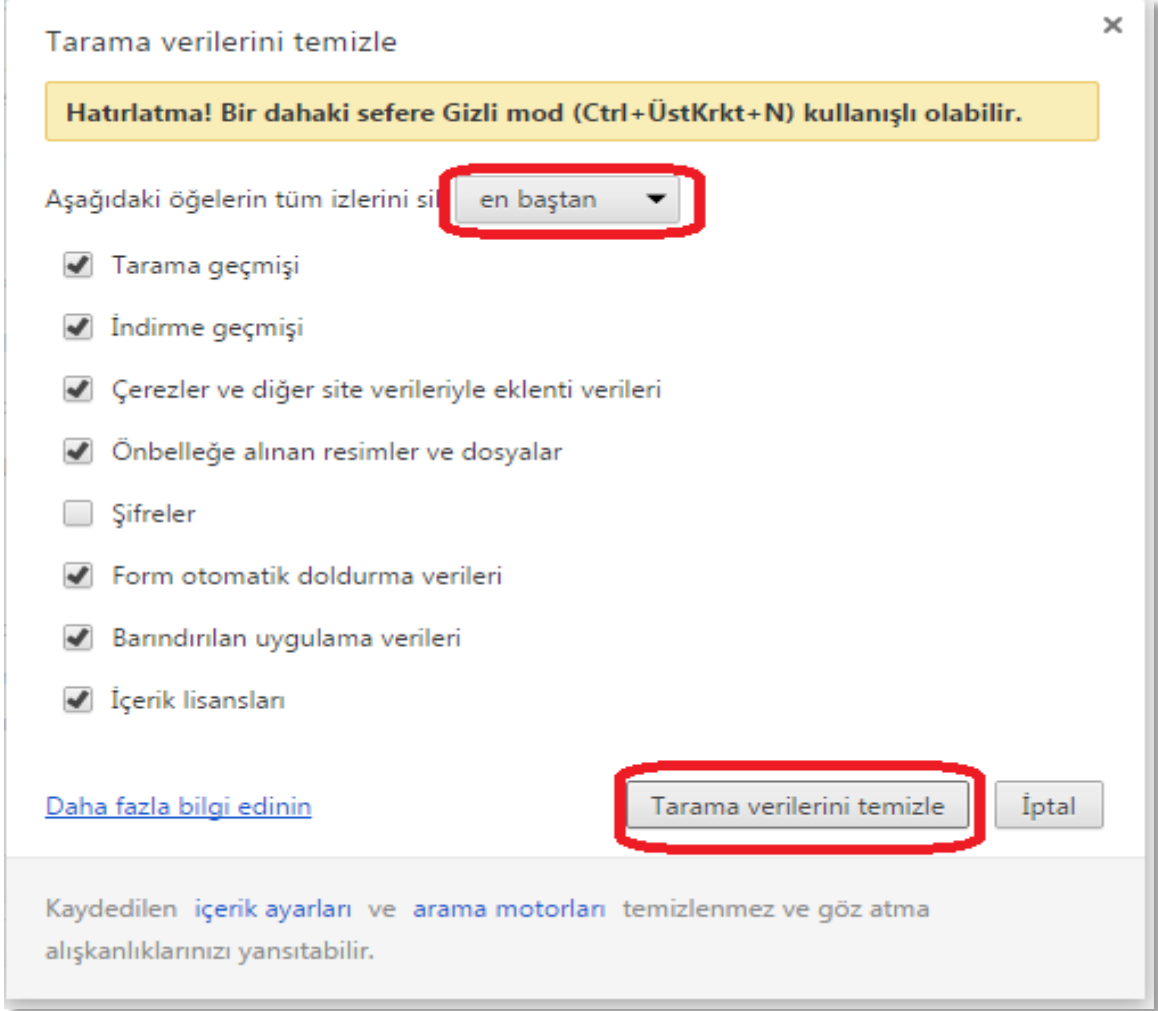 Tarama verilerini temizle
Hatırlatma! Bir dahaki sefere Gizli mod (Ctrl+ÜstKrkt+N) kullanışlı olabilir.
Aşağıdaki öğelerin tüm izlerini sil en baştan
Tarama geçmişi
İndirme geçmişi
Çerezler ve diğer site verileriyle eklenti verileri
Önbelleğe alınan resimler ve dosyalar
Şifreler
Form otomatik doldurma verileri
Barındırılan uygulama verileri
İçerik lisansları
Daha fazla bilgi edinin Tarama verilerini temizle İptal
Kaydedilen içerik ayarları ve arama motorları temizlenmez ve göz atma
alışkanlıklarınızı yansıtabilir.